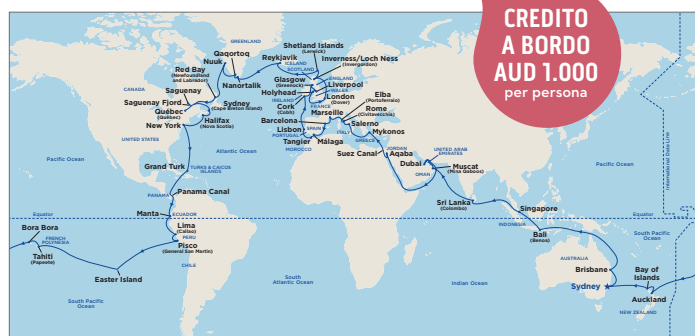 CREDITO
A BORDO
AUD 1.000
per persona
GREENLAND
Shetland Islands
(Lerwick)
Qaqortoq
Reykjavik
Inverness/Loch Ness
(Invergordon)
Nuuk
ICELAND
SCOTLAND
Red Bay
(Newfoundland
and Labrador)
Nanortalik
Glasgow
(Greenock)
ENGLAND
Liverpool
CANADA
Saguenay
Holyhead
WALES
London
(Dover)
Elba
(Portoferraio)
Saguenay Fjord
Sydney
(Cape Breton Island)
IRELAND
Cork
(Cobh)
FRANCE
Marseille
Rome
(Civitavecchia)
Québec
(Québec)
Halifax
(Nova Scotia)
Barcelona
SPAIN
ITALY
Salerno
New York
Lisbon
PORTUGAL
GREECE
Mykonos
UNITED STATES
Tangier
Málaga
MOROCCO
Suez Canal
JORDAN
Aqaba
UNITED ARAB
EMIRATES
Pacific Ocean
Atlantic Ocean
Dubai
Grand Turk
TURKS & CAICOS
ISLANDS
OMAN
Muscat
(Mina Qaboos)
Pacific Ocean
International Date Line
PANAMA
Panama Canal
Sri Lanka
(Colombo)
Singapore
Equator
Manta
ECUADOR
INDONESIA
Equator
Bora Bora
Lima
(Callao)
PERU
Bali
(Benoa)
South Pacific
Ocean
FRENCH
POLYNESIA
Pisco
(General San Martin)
Tahiti
(Papeete)
CHILE
AUSTRALIA
Brisbane
Bay of
Islands
Easter Island
South
Atlantic Ocean
Indian Ocean
Sydney
South Pacific
Ocean
Auckland
NEW ZEALAND